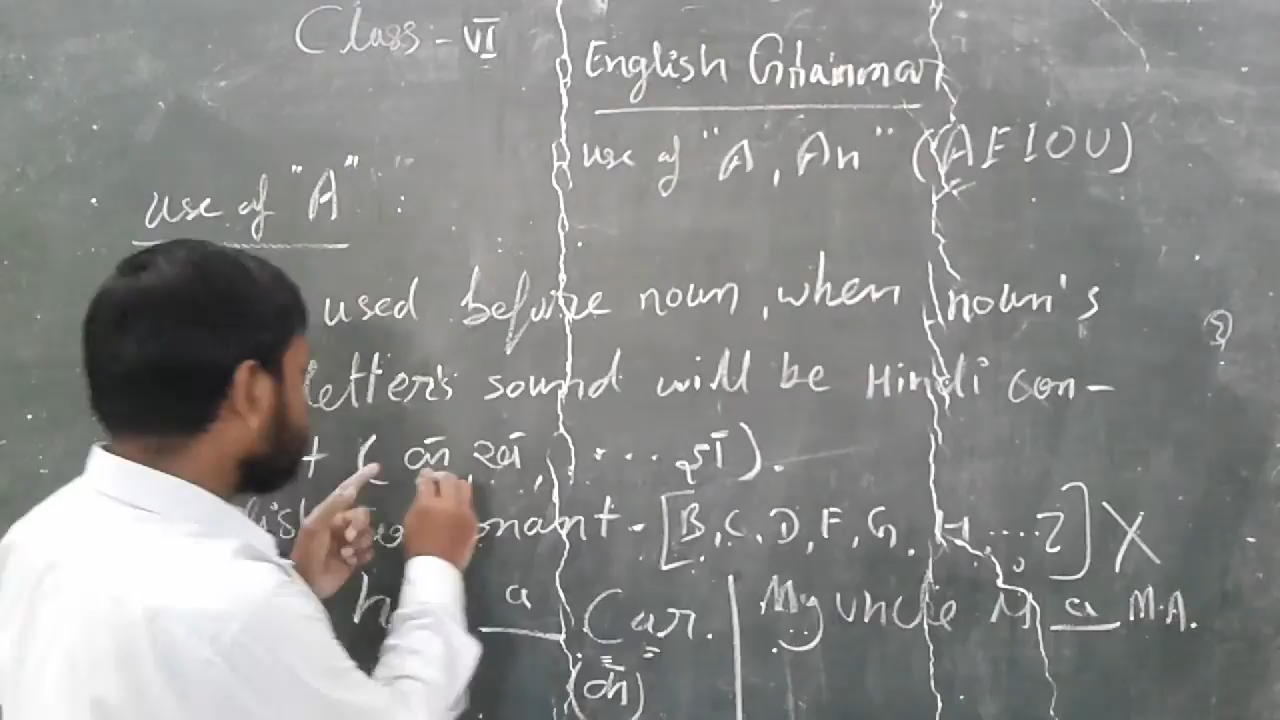 Class - VI
English Grammar
use of "A, An" (A E I O U)
use of "A" :
used before noun, when noun's
letter's sound will be Hindi con-
t ( क ख, .... ज्ञ ).
nant - [B, C, D, F, G, H ....Z] X
a Car. | My uncle is a M.A.
(क)